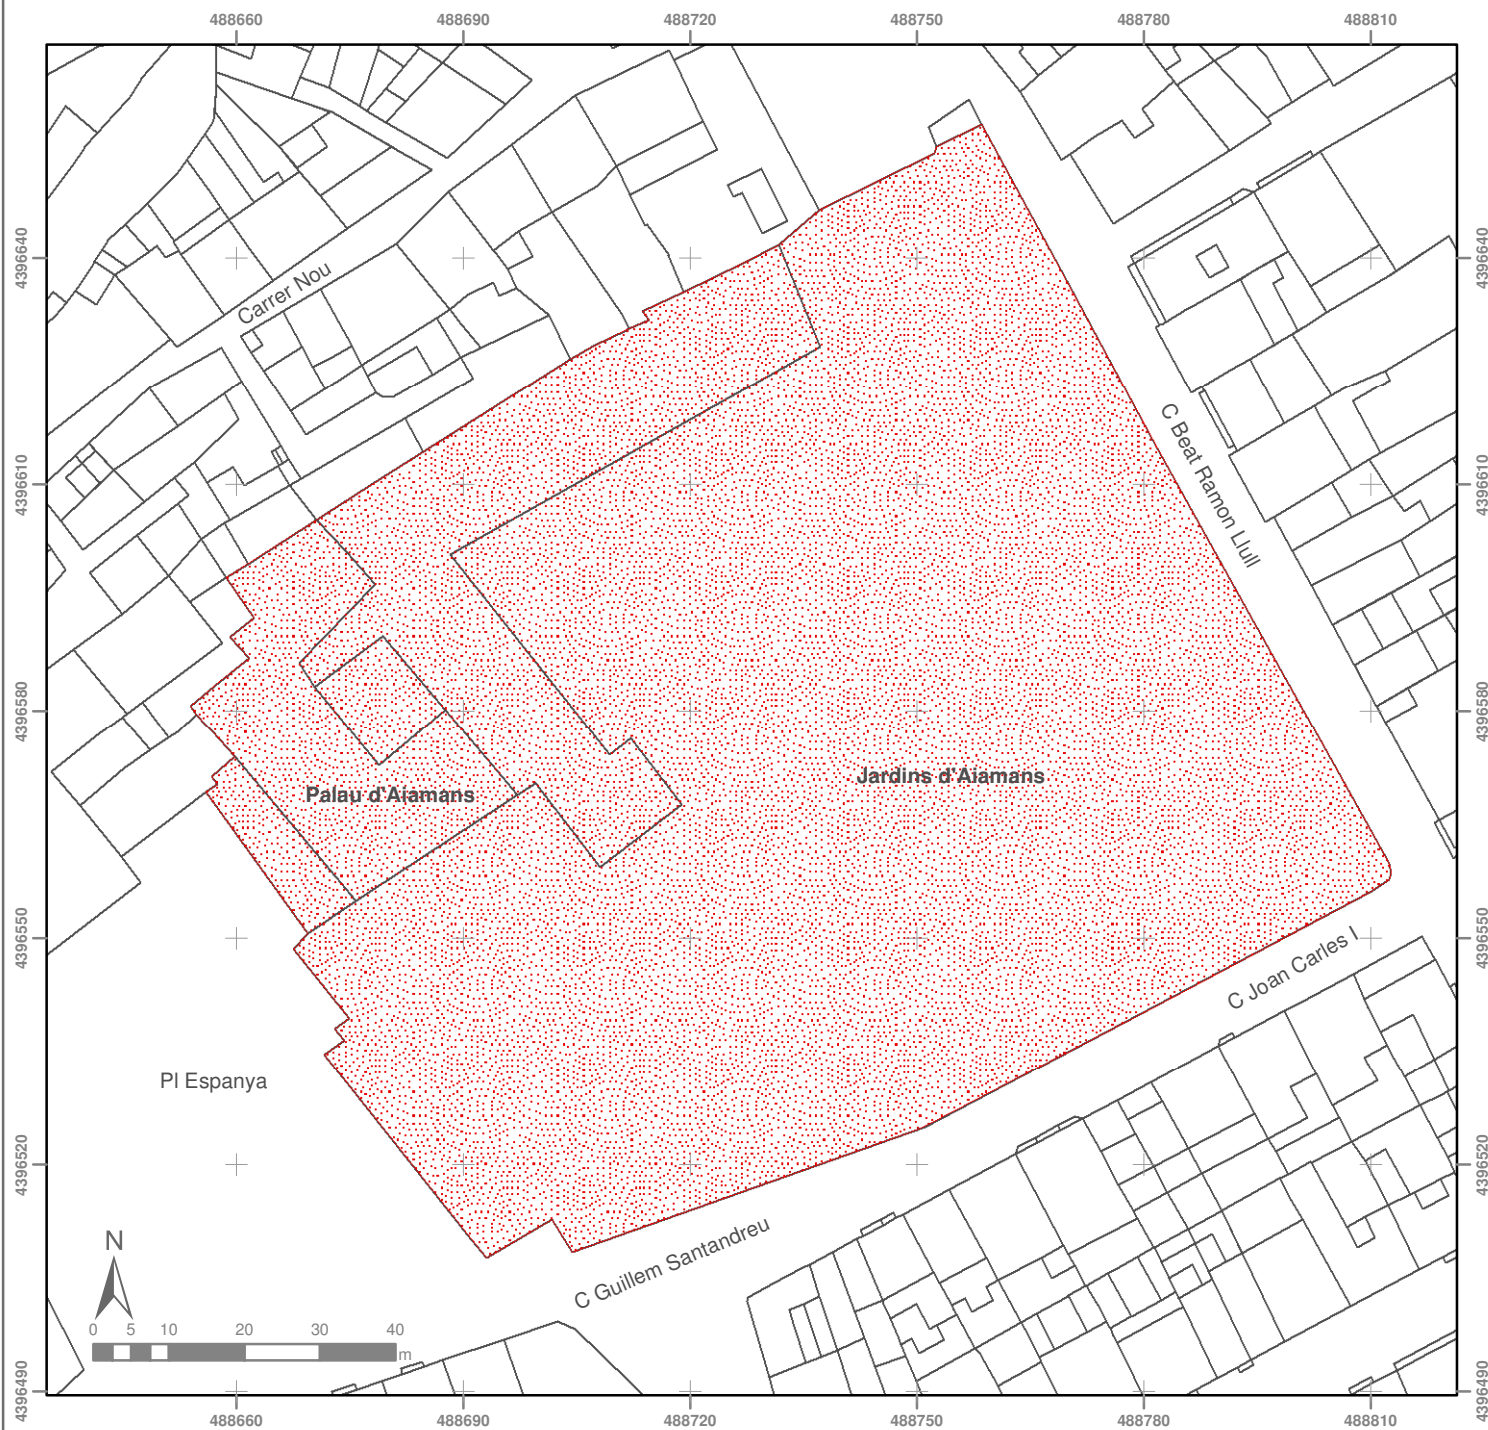 488660 488690 488720 488750 488780 488810
4396640 4396640
Carrer Nou
C Beat Ramon Llull
4396610 4396610
4396580 4396580
Jardins d'Aiamans
Palau d'Aiamans
4396550 4396550
C Joan Carles I
Pl Espanya
4396520 4396520
C Guillem Santandreu
N
0 5 10 20 30 40
m
4396490 4396490
488660 488690 488720 488750 488780 488810